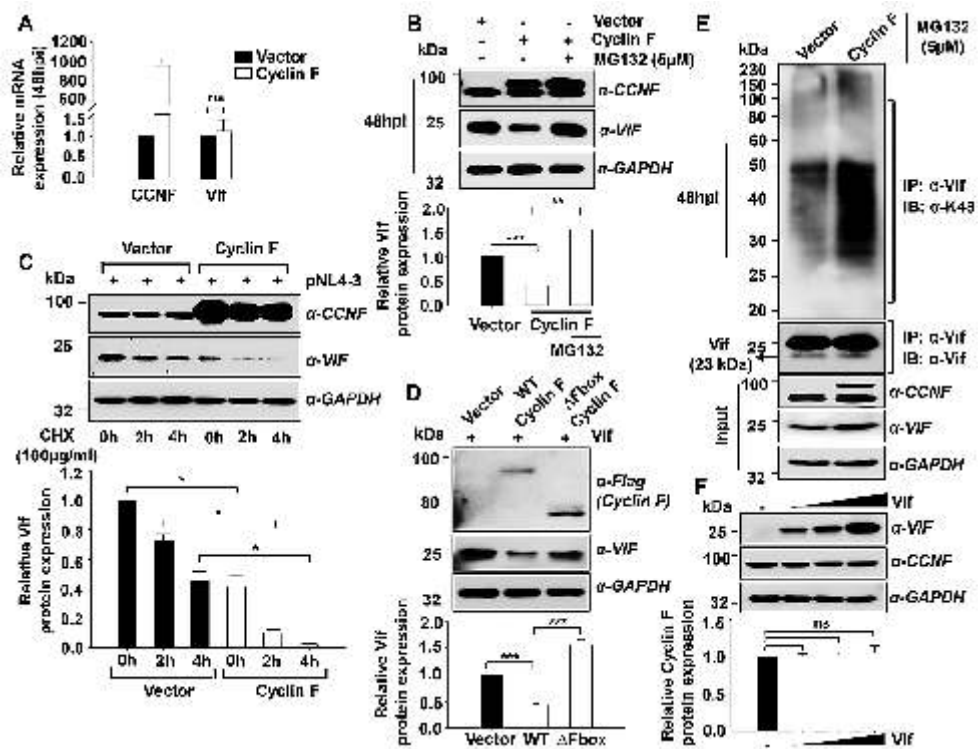 A
Relative mRNA
expression (48hpi)
1200
1000
800
600
1.5
1.0
0.5
0.0
Vector
Cyclin F
ns
CCNF
Vif
B
Vector
Cyclin F
MG132 (5µM)
+ - -
- + +
- - +
kDa
100
α-CCNF
48hpi
25
α-VIF
α-GAPDH
32
Relative Vif
protein expression
2.0
1.5
1.0
0.5
0.0
Vector
Cyclin F
MG132
C
Vector
Cyclin F
kDa
+ + + + + +
pNL4-3
100
α-CCNF
25
α-VIF
α-GAPDH
32
CHX
(100µg/ml)
0h 2h 4h 0h 2h 4h
Relative Vif
protein expression
1.2
1.0
0.8
0.6
0.4
0.2
0.0
0h 2h 4h 0h 2h 4h
Vector
Cyclin F
D
Vector
WT
Cyclin F
ΔFbox
Cyclin F
kDa
+ + +
Vif
100
α-Flag
(Cyclin F)
80
25
α-VIF
α-GAPDH
32
Relative Vif
protein expression
2.0
1.5
1.0
0.5
0.0
***
Vector WT ΔFbox
E
Vector
Cyclin F
MG132
(5µM)
kDa
230
150
100
80
60
50
40
30
20
48hpi
IP: α-Vif
IB: α-K48
Vif
(23 kDa)
25
IP: α-Vif
IB: α-Vif
Input
100
α-CCNF
25
α-VIF
α-GAPDH
32
F
kDa
-
Vif
25
α-VIF
100
α-CCNF
32
α-GAPDH
Relative Cyclin F
protein expression
1.5
1.0
0.5
0.0
ns
-
Vif